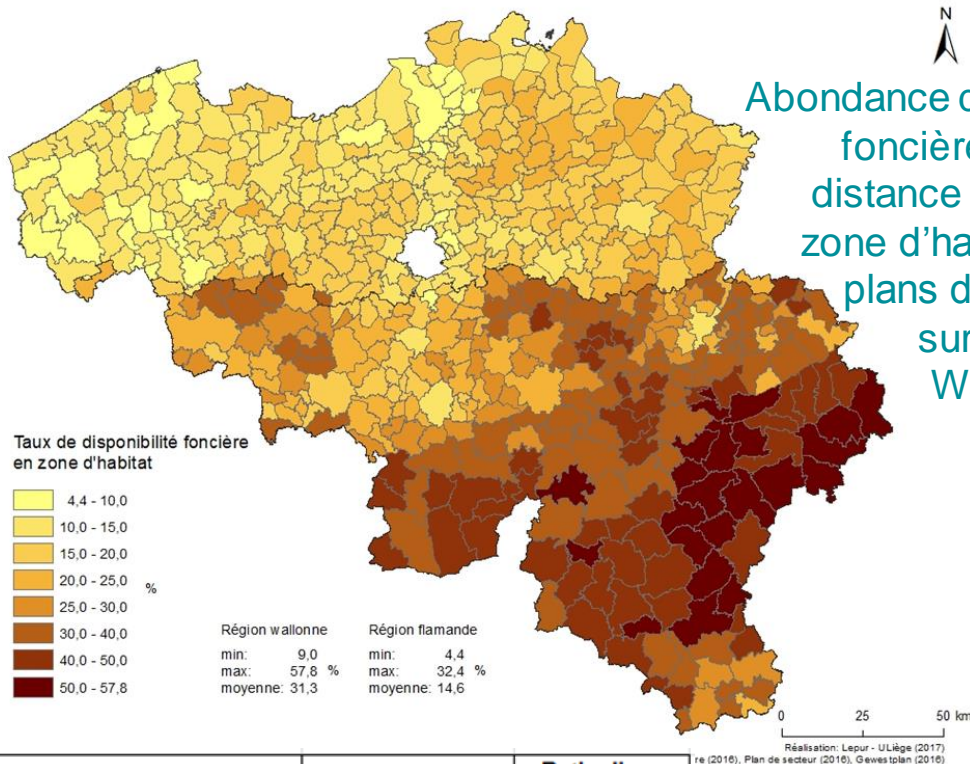 N
Abondance d
foncière
distance
zone d'ha
plans d
sur
W
Taux de disponibilité foncière
en zone d'habitat
4,4 - 10,0
10,0 - 15,0
15,0 - 20,0
20,0 - 25,0
25,0 - 30,0
30,0 - 40,0
40,0 - 50,0
50,0 - 57,8
%
Région wallonne
min: 9,0
max: 57,8 %
moyenne: 31,3
Région flamande
min: 4,4
max: 32,4 %
moyenne: 14,6
0 25 50 km
Réalisation: Lepur - ULiège (2017)
re (2016), Plan de secteur (2016), Gewestplan (2016)